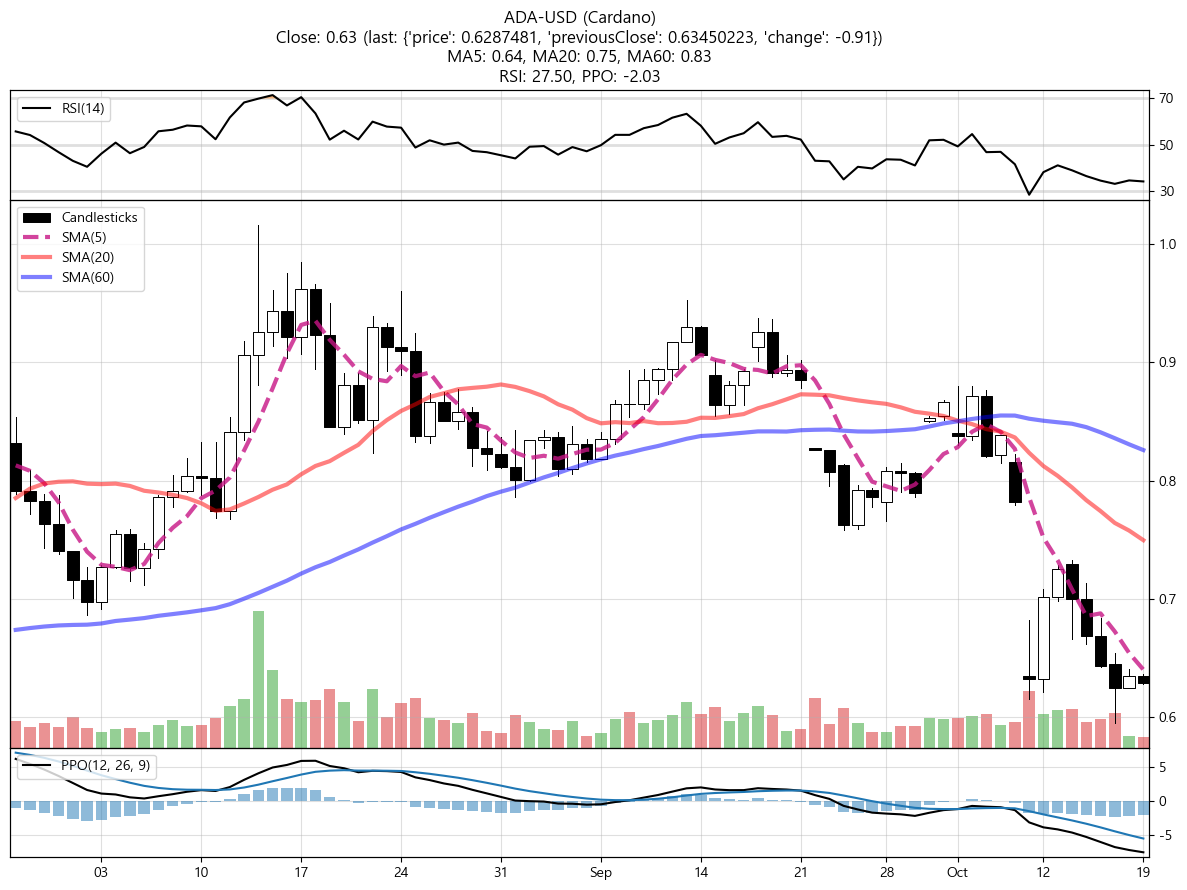 ADA-USD (Cardano)
Close: 0.63 (last: {'price': 0.6287481, 'previousClose': 0.63450223, 'change': -0.91})
MA5: 0.64, MA20: 0.75, MA60: 0.83
RSI: 27.50, PPO: -2.03
RSI(14)
70
50
30
Candlesticks
SMA(5)
SMA(20)
SMA(60)
1.0
0.9
0.8
0.7
0.6
PPO(12, 26, 9)
5
0
-5
03 10 17 24 31 Sep 14 21 28 Oct 12 19